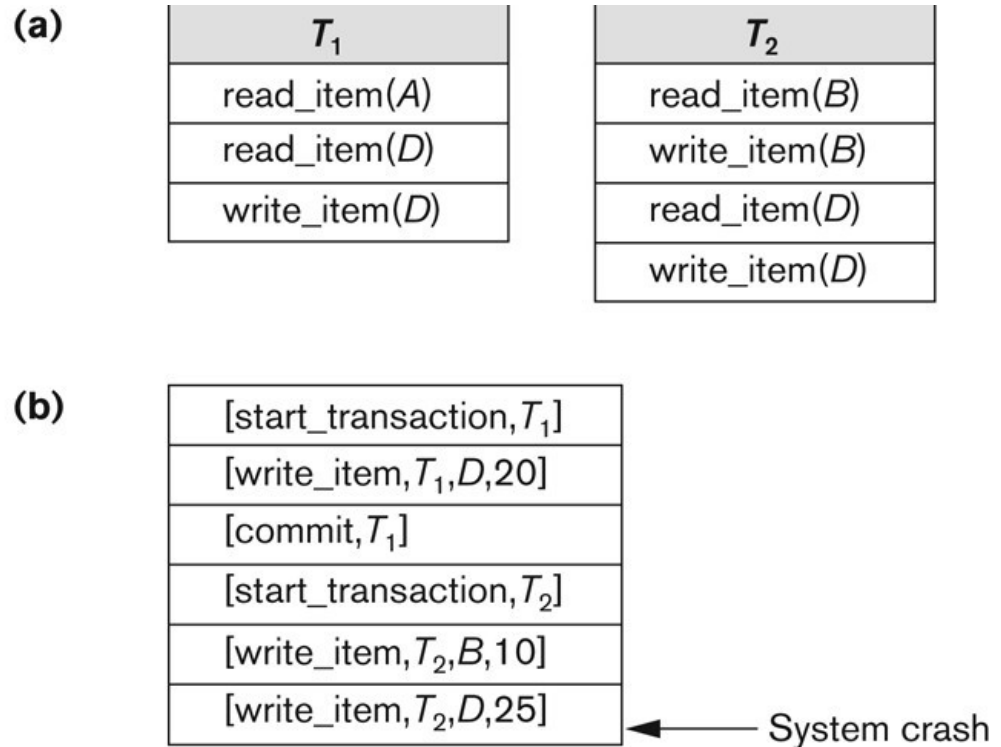 (a)
T₁ T₂
read_item(A) read_item(B)
read_item(D) write_item(B)
write_item(D) read_item(D)
write_item(D)
(b)
[start_transaction,T₁]
[write_item,T₁,D,20]
[commit,T₁]
[start_transaction,T₂]
[write_item,T₂,B,10]
[write_item,T₂,D,25]
System crash